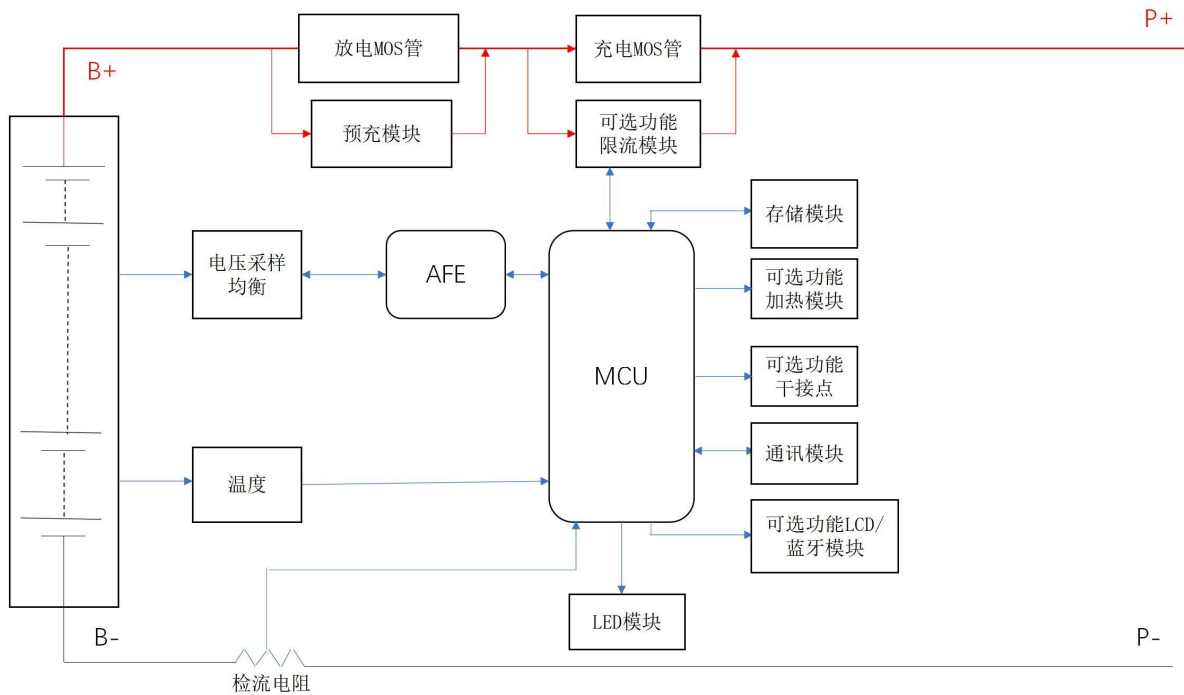 P+
放电MOS管
充电MOS管
B+
预充模块
可选功能
限流模块
存储模块
电压采样
均衡
AFE
可选功能
加热模块
MCU
可选功能
干接点
通讯模块
温度
可选功能LCD/
蓝牙模块
LED模块
B-
P-
检流电阻